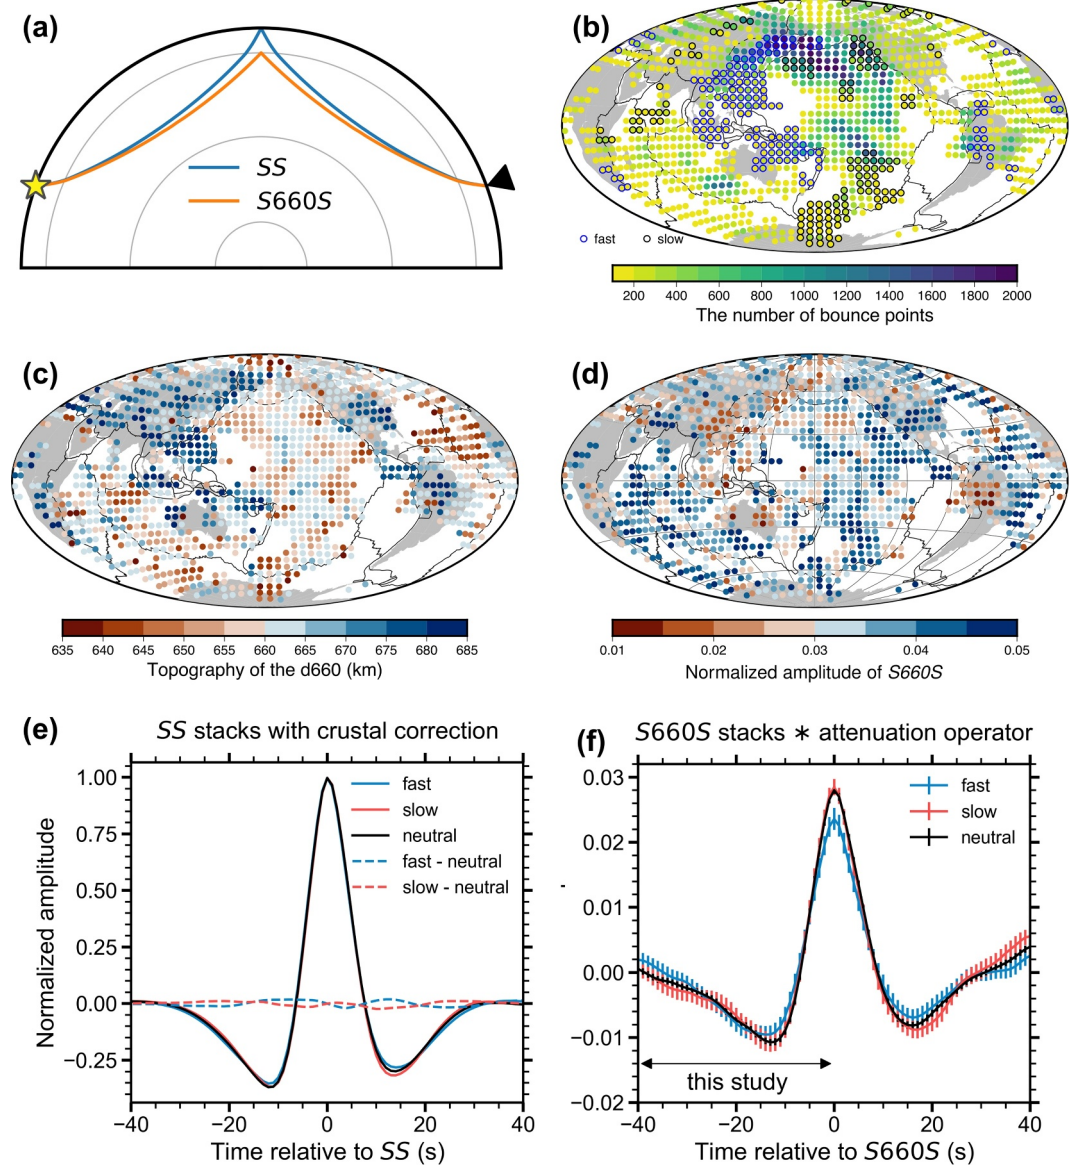 (a)
SS
S660S
(b)
fast
slow
200 400 600 800 1000 1200 1400 1600 1800 2000
The number of bounce points
(c)
635 640 645 650 655 660 665 670 675 680 685
Topography of the d660 (km)
(d)
0.01 0.02 0.03 0.04 0.05
Normalized amplitude of S660S
(e)
SS stacks with crustal correction
Normalized amplitude
1.00
0.75
0.50
0.25
0.00
−0.25
fast
slow
neutral
fast - neutral
slow - neutral
−40 −20 0 20 40
Time relative to SS (s)
(f)
S660S stacks ∗ attenuation operator
0.03
0.02
0.01
0.00
−0.01
−0.02
fast
slow
neutral
this study
−40 −20 0 20 40
Time relative to S660S (s)